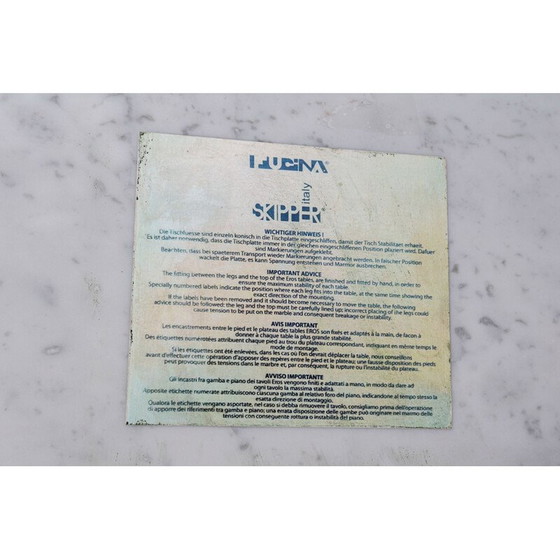 FUCINA
SKIPPER italy
WICHTIGER HINWEIS !
Die Tischfuesse sind einzeln konisch in die Tischplatte eingeschliffen, damit der Tisch Stabilitaet erhaelt.
Es ist daher notwendig, dass die Tischplatte immer in der gleichen eingeschliffenen Position plaziert wird. Dafuer
sind Markierungen aufgeklebt.
Beachten, dass bei spaeterem Transport wieder Markierungen angebracht werden. In falscher Position
wackelt die Platte, es kann Spannung entstehen und Marmor ausbrechen.
IMPORTANT ADVICE
The fitting between the legs and the top of the Eros tables, are finished and fitted by hand, in order to
ensure the maximum stability of each table.
Specially numbered labels indicate the position where each leg fits into the table, at the same time showing the
exact direction of the mounting.
If the labels have been removed and it should be necessary to move the table, the following
advice should be followed: the leg and the top must be carefully lined up; incorrect placing of the legs could
cause tension to be put on the marble and consequent breakage or instability.
AVIS IMPORTANT
Les encastrements entre le pied et le plateau des tables EROS son fixés et adaptés à la main, de façon à
donner à chaque table la plus grande stabilité.
Des étiquettes numérotées attribuent chaque pied au trou du plateau correspondant, indiquant en même temps le
mode de montage.
Si les étiquettes ont été enlevées, dans les cas ou l'on devrait déplacer la table, nous conseillons
avant d'effectuer cette opération d'apposer des repères entre le pied et le plateau; une fausse disposition des pieds
peut provoquer des tensions dans le marbre et, par conséquent, la rupture ou l'instabilité du plateau.
AVVISO IMPORTANTE
Gli incastri fra gamba e piano dei tavoli Eros vengono finiti e adattati a mano, in modo da dare ad
ogni tavolo la massima stabilità.
Apposite etichette numerate attribuiscono ciascuna gamba al relativo foro del piano, indicandone al tempo stesso la
esatta direzione di montaggio.
Qualora le etichette vengano asportate, nel caso si debba rimuovere il tavolo, consigliamo prima dell'operazione
di apporre dei riferimenti tra gamba e piano; una errata disposizione delle gambe può originare nel marmo delle
tensioni con conseguente rottura o instabilità del piano.